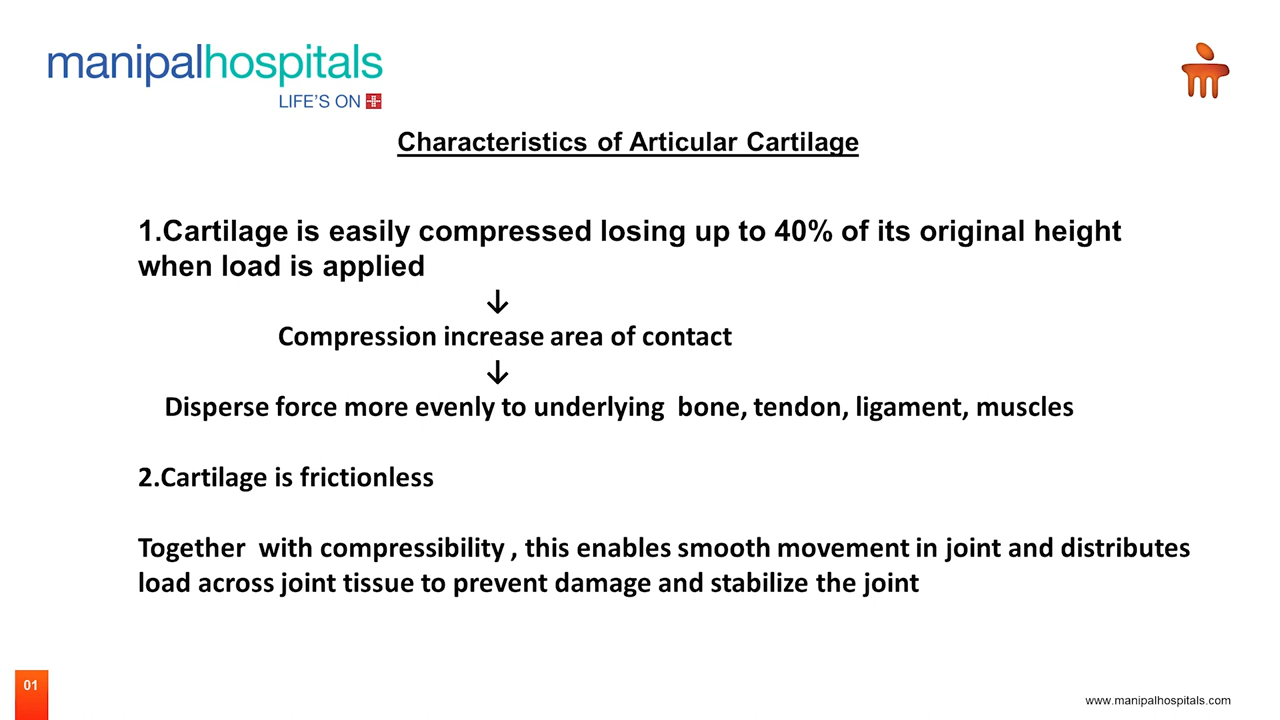 manipalhospitals
LIFE'S ON
Characteristics of Articular Cartilage
1.Cartilage is easily compressed losing up to 40% of its original height
when load is applied
↓
Compression increase area of contact
↓
Disperse force more evenly to underlying  bone, tendon, ligament, muscles
2.Cartilage is frictionless
Together  with compressibility , this enables smooth movement in joint and distributes
load across joint tissue to prevent damage and stabilize the joint
01
www.manipalhospitals.com